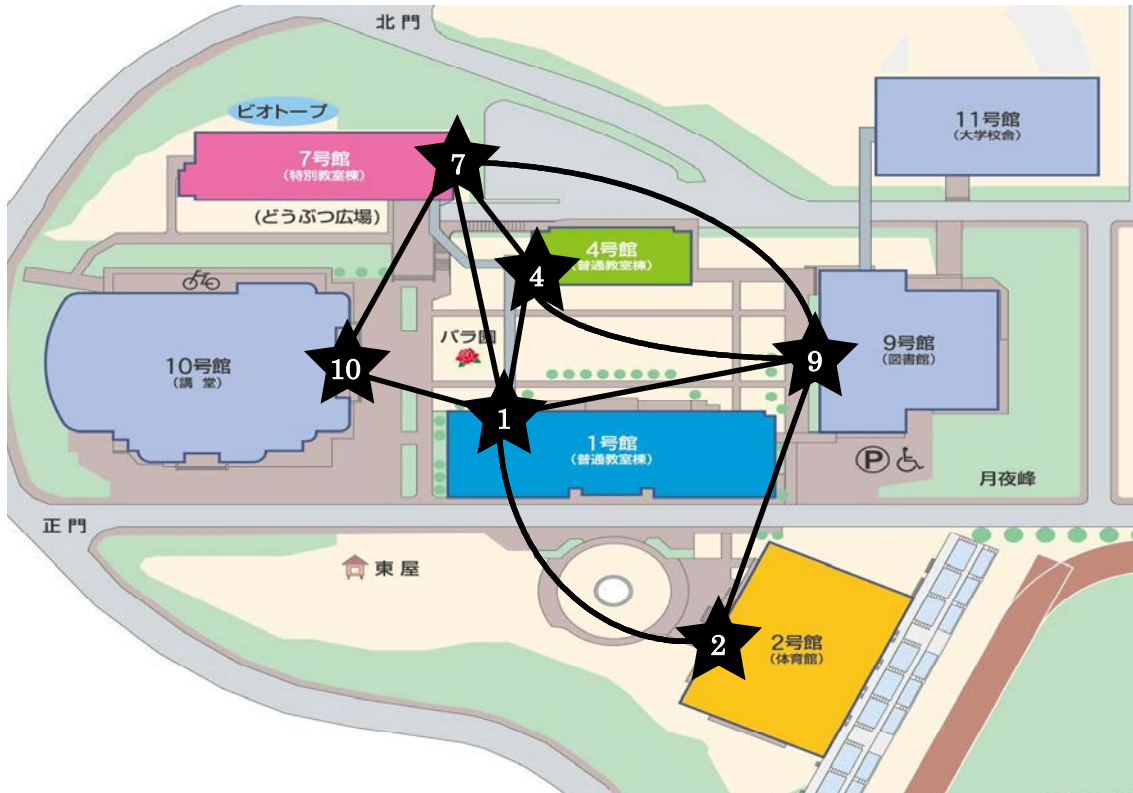 北門
ビオトープ
11号館
(大学校舎)
7
7号館
(特別教室棟)
(どうぶつ広場)
4号館
(普通教室棟)
4
バラ園
9
9号館
(図書館)
10号館
(講堂)
10
1
1号館
(普通教室棟)
P
月夜峰
正門
東屋
2
2号館
(体育館)